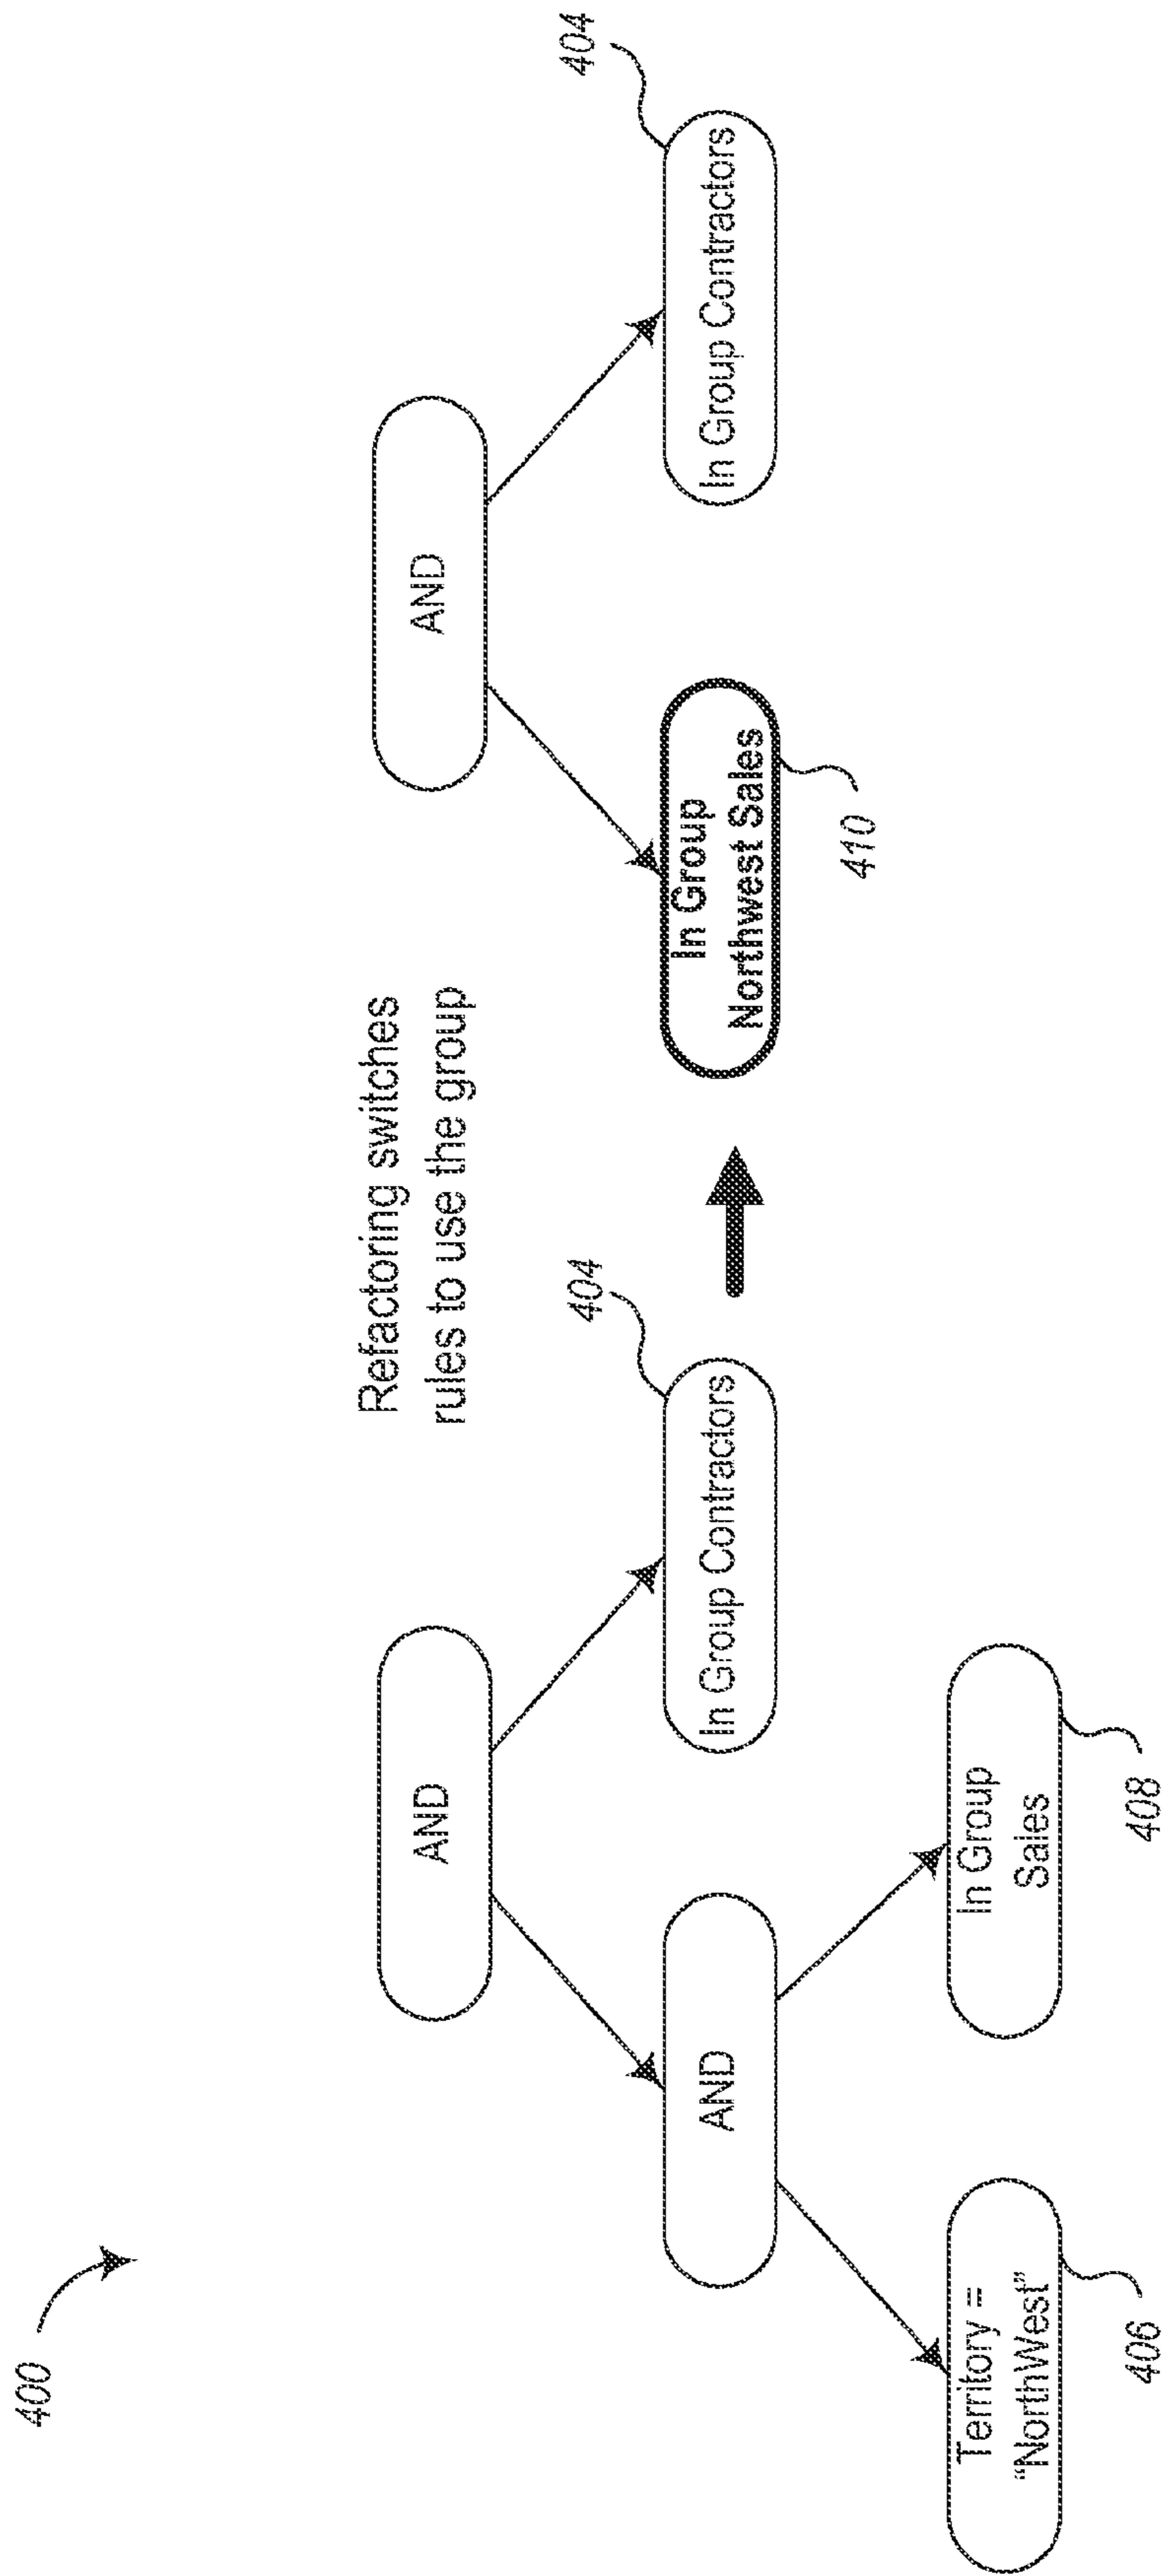 400
Refactoring switches
rules to use the group
AND
AND
404
404
AND
In Group Contractors
In Group
Northwest Sales
In Group Contractors
410
Territory =
“NorthWest”
In Group
Sales
406
408